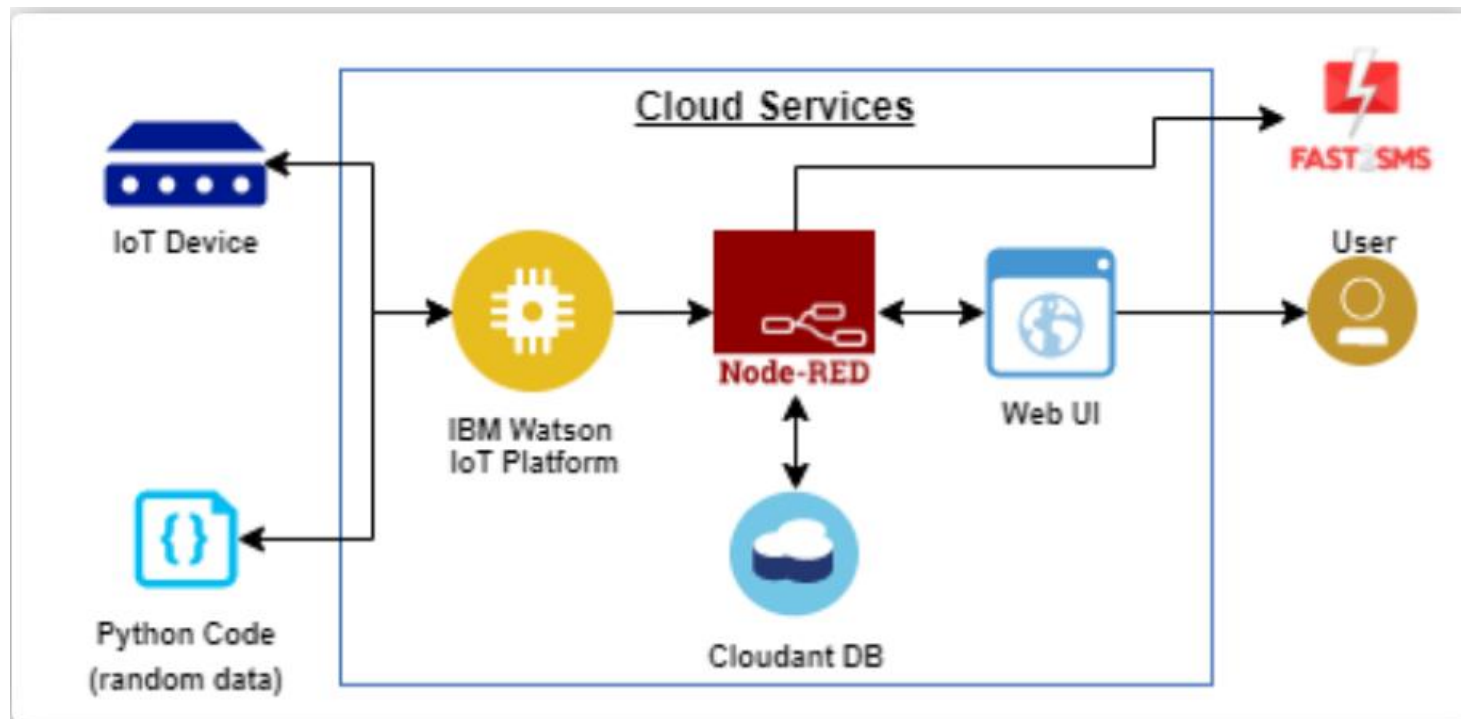 Cloud Services
FAST2SMS
IoT Device
User
Node-RED
IBM Watson
IoT Platform
Web UI
{}
Python Code
(random data)
Cloudant DB